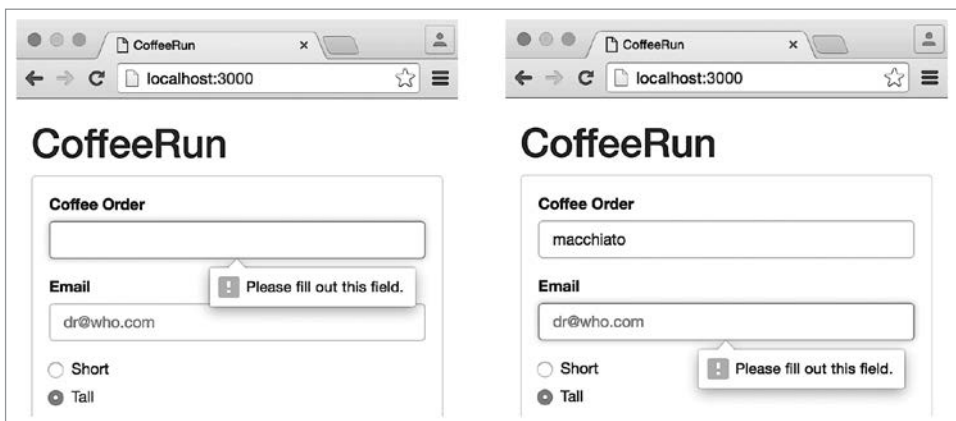 CoffeeRun
localhost:3000
CoffeeRun
Coffee Order
Please fill out this field.
Email
dr@who.com
Short
Tall
CoffeeRun
localhost:3000
CoffeeRun
Coffee Order
macchiato
Email
dr@who.com
Please fill out this field.
Short
Tall